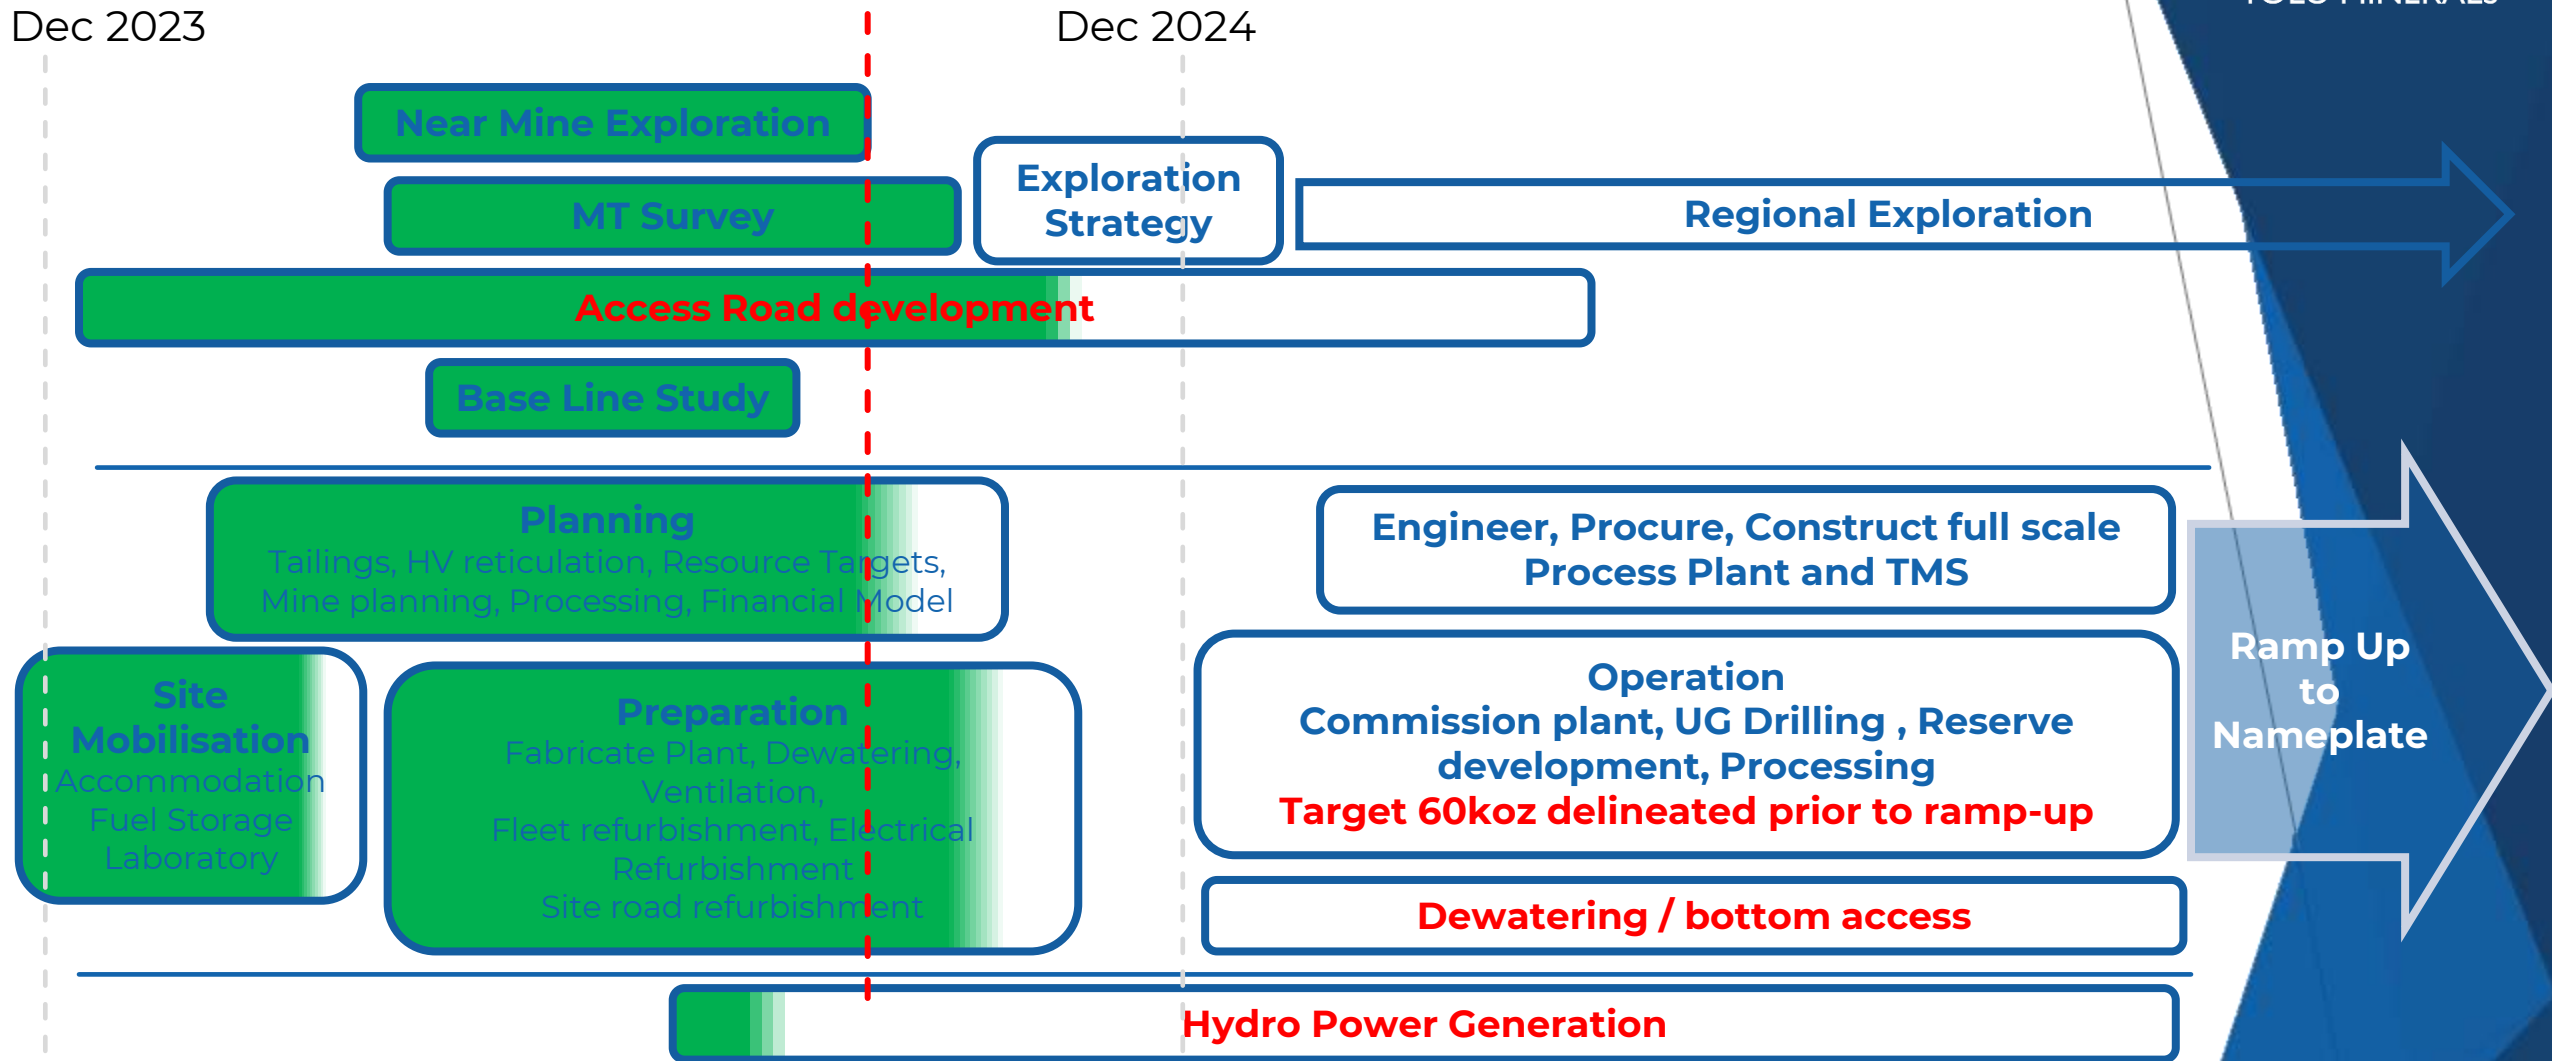 Dec 2023
Dec 2024
Near Mine Exploration
Exploration
Strategy
MT Survey
Regional Exploration
Access Road development
Base Line Study
Planning
Tailings, HV reticulation, Resource Targets,
Mine planning, Processing, Financial Model
Engineer, Procure, Construct full scale
Process Plant and TMS
Site
Mobilisation
Accommodation
Fuel Storage
Laboratory
Preparation
Fabricate Plant, Dewatering,
Ventilation,
Fleet refurbishment, Electrical
Refurbishment
Site road refurbishment
Operation
Commission plant, UG Drilling , Reserve
development, Processing
Target 60koz delineated prior to ramp-up
Ramp Up
to
Nameplate
Dewatering / bottom access
Hydro Power Generation